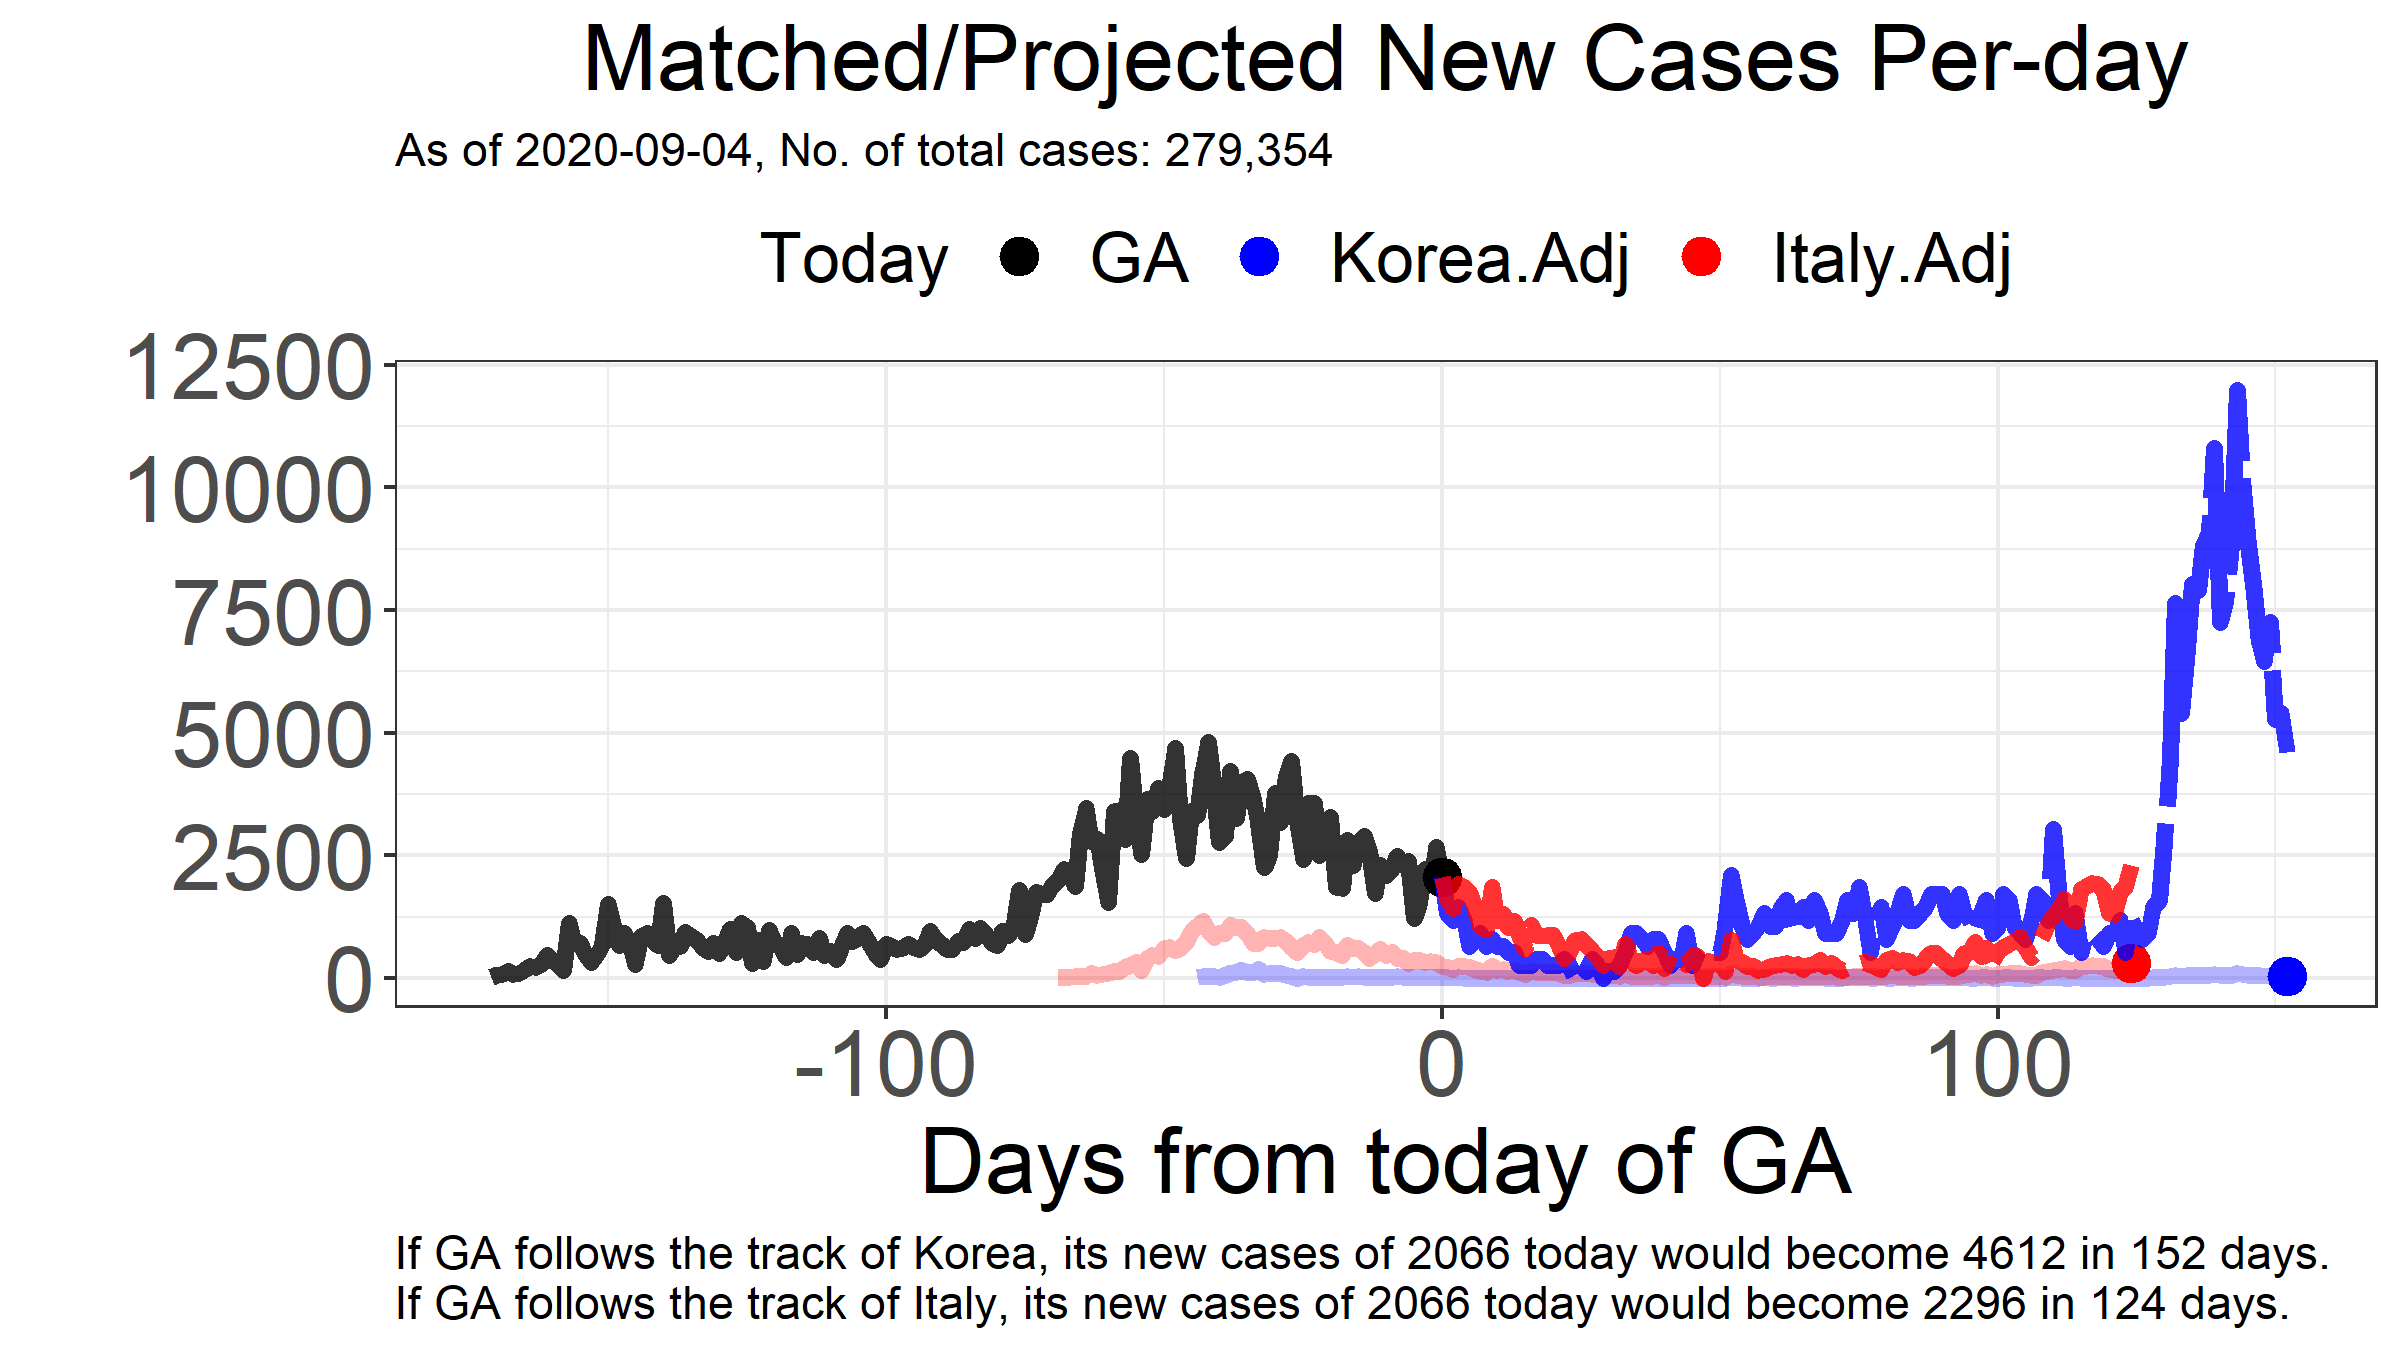 Matched/Projected New Cases Per-day
As of 2020-09-04, No. of total cases: 279,354
Today GA Korea.Adj Italy.Adj
12500
10000
7500
5000
2500
0
-100 0 100
Days from today of GA
If GA follows the track of Korea, its new cases of 2066 today would become 4612 in 152 days.
If GA follows the track of Italy, its new cases of 2066 today would become 2296 in 124 days.